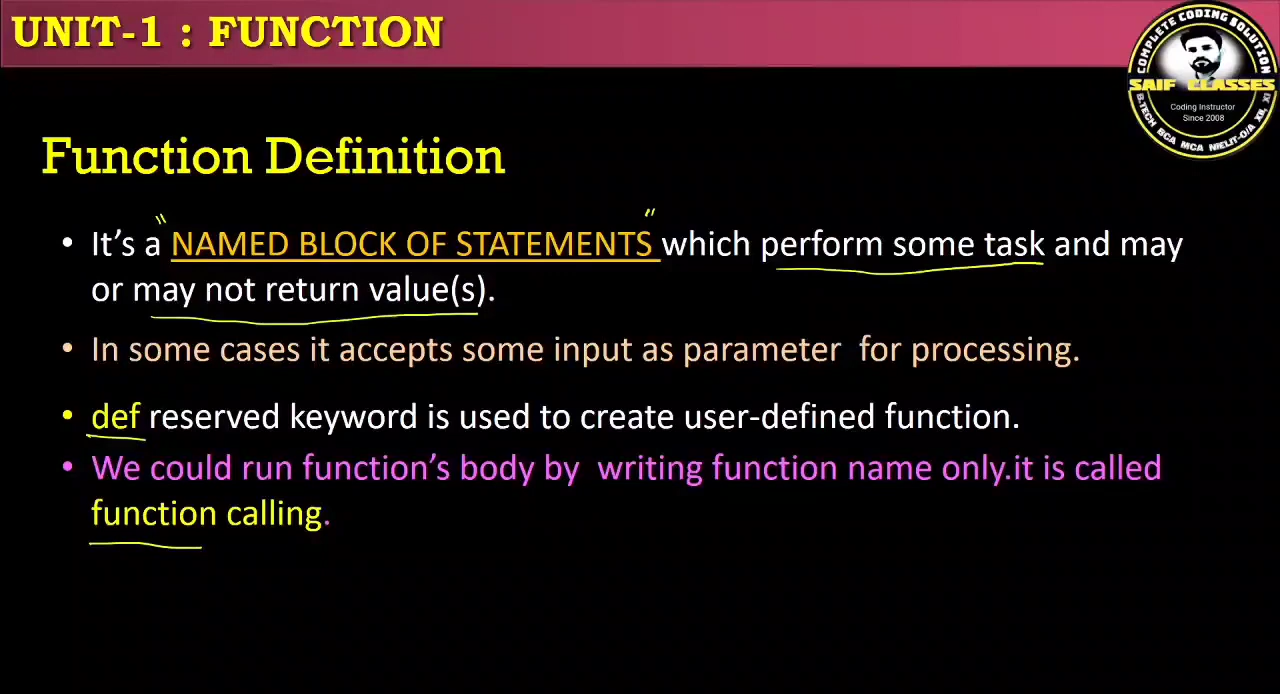 UNIT-1 : FUNCTION
COMPLETE CODING SOLUTION
SAIF CLASSES
Coding Instructor
Since 2008
B.TECH BCA MCA NIELIT-O/A XII, XI
Function Definition
• It's a "NAMED BLOCK OF STATEMENTS" which perform some task and may
or may not return value(s).
• In some cases it accepts some input as parameter for processing.
• def reserved keyword is used to create user-defined function.
• We could run function's body by writing function name only.it is called
function calling.